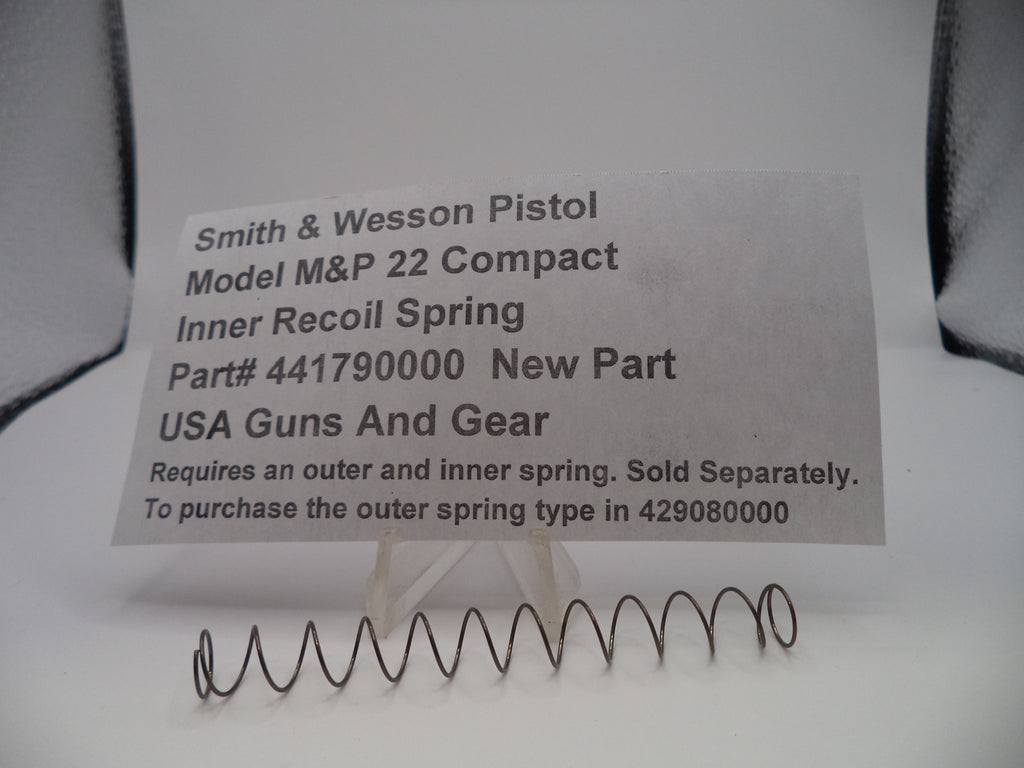 Smith & Wesson Pistol
Model M&P 22 Compact
Inner Recoil Spring
Part# 441790000 New Part
USA Guns And Gear
Requires an outer and inner spring. Sold Separately.
To purchase the outer spring type in 429080000